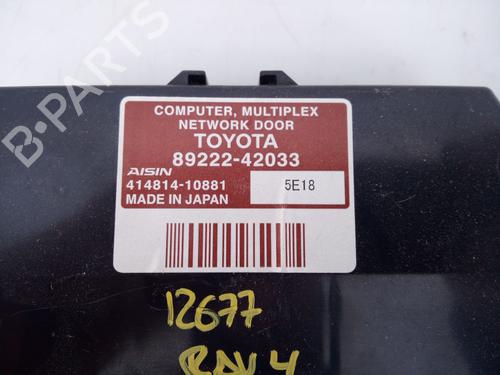 COMPUTER, MULTIPLEX
NETWORK DOOR
TOYOTA
89222-42033
AISIN
414814-10881
5E18
MADE IN JAPAN
12677
RAV4
B-Parts